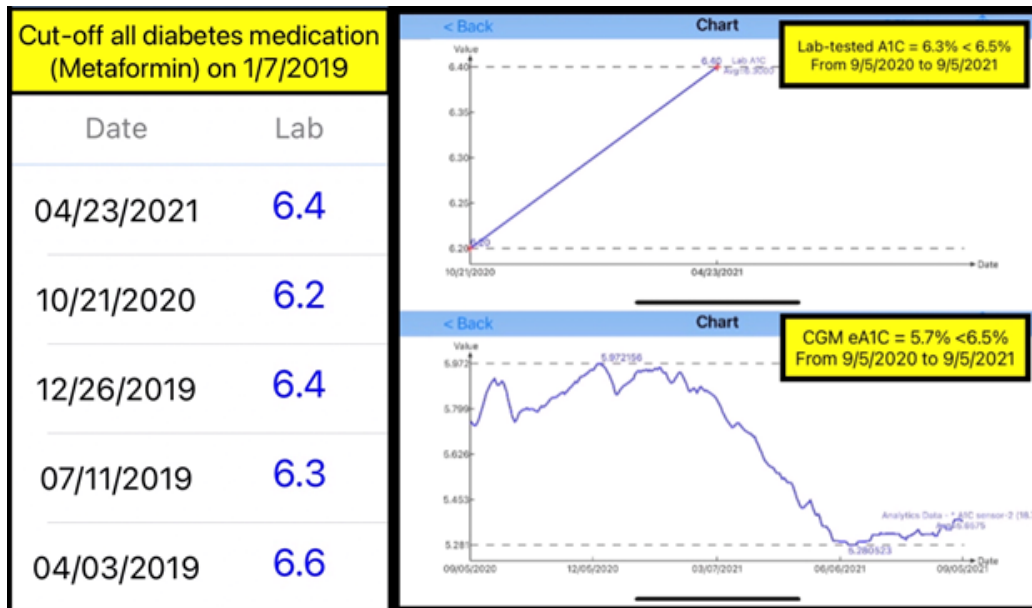 Cut-off all diabetes medication
(Metaformin) on 1/7/2019
Date Lab
04/23/2021 6.4
10/21/2020 6.2
12/26/2019 6.4
07/11/2019 6.3
04/03/2019 6.6
< Back Chart
Lab-tested A1C = 6.3% < 6.5%
From 9/5/2020 to 9/5/2021
Value
6.40
6.40 Lab A1C
6.35
6.30
6.25
6.20
10/21/2020 04/23/2021 Date
< Back Chart
CGM eA1C = 5.7% <6.5%
From 9/5/2020 to 9/5/2021
Value
5.972
5.972156
5.799
5.626
5.453
Analytics Data - * A1C sensor-2
5.281
5.280523
09/05/2020 12/05/2020 03/07/2021 06/06/2021 09/05/2021 Date